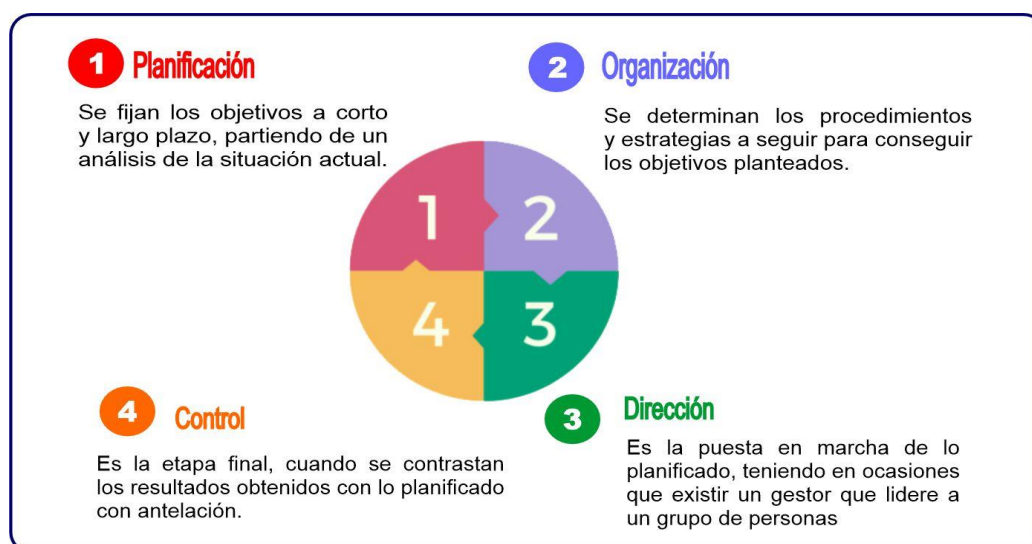 1 Planificación
Se fijan los objetivos a corto
y largo plazo, partiendo de un
análisis de la situación actual.
2 Organización
Se determinan los procedimientos
y estrategias a seguir para conseguir
los objetivos planteados.
1 2
4 3
4 Control
Es la etapa final, cuando se contrastan
los resultados obtenidos con lo planificado
con antelación.
3 Dirección
Es la puesta en marcha de lo
planificado, teniendo en ocasiones
que existir un gestor que lidere a
un grupo de personas